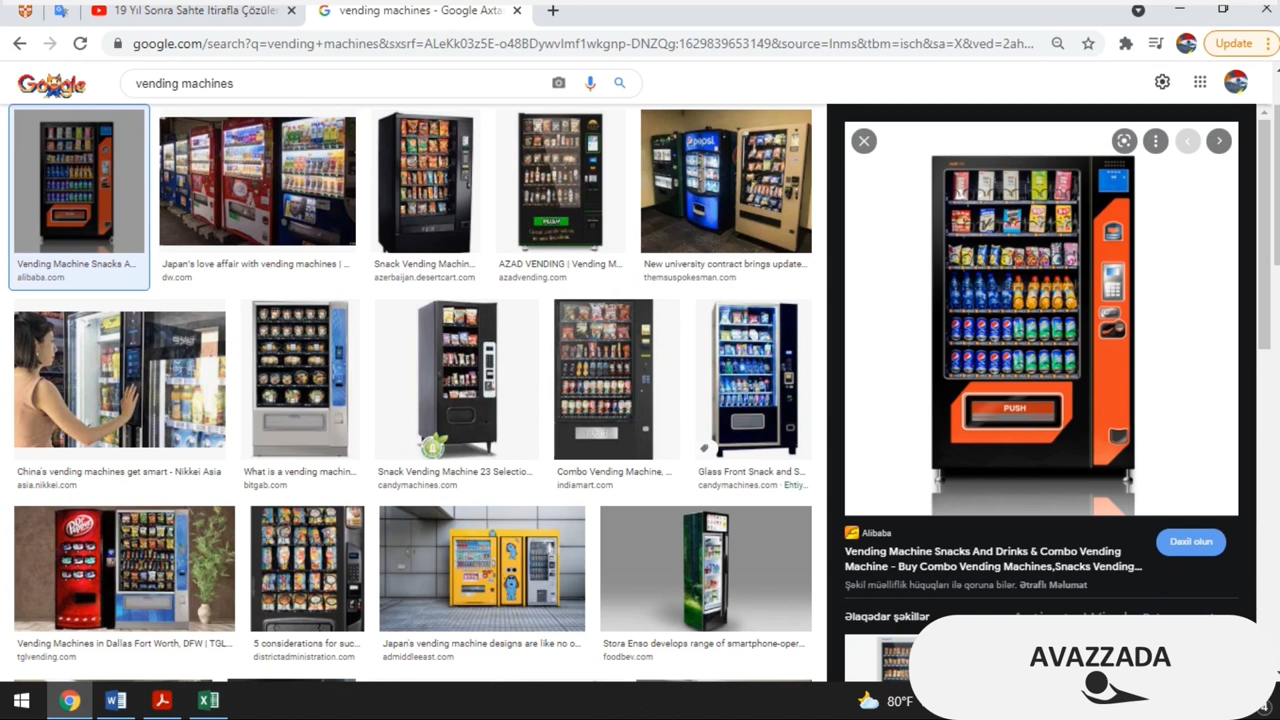 19 Yıl Sonra Sahte İtirafla Çözüle
vending machines - Google Axta
google.com/search?q=vending+machines&sxsrf=ALeKk03z5E-o48BDywvImf1wkgnp-DNZQg:1629839653149&source=lnms&tbm=isch&sa=X&ved=2ah...
Update
Google
vending machines
Vending Machine Snacks A...
alibaba.com
Japan's love affair with vending machines | ...
dw.com
Snack Vending Machin...
azerbaijan.desertcart.com
AZAD VENDING | Vending M...
azadvending.com
New university contract brings update...
themsuspokesman.com
pepsi
China's vending machines get smart - Nikkei Asia
asia.nikkei.com
What is a vending machin...
bitgab.com
Snack Vending Machine 23 Selectio...
candymachines.com
Combo Vending Machine, ...
indiamart.com
Glass Front Snack and S...
candymachines.com · Ehtiy...
Dr Pepper
Vending Machines in Dallas Fort Worth, DFW | TGL...
tglvending.com
5 considerations for suc...
districtadministration.com
Japan's vending machine designs are like no o...
admiddleeast.com
Stora Enso develops range of smartphone-oper...
foodbev.com
PUSH
Alibaba
Vending Machine Snacks And Drinks & Combo Vending
Machine - Buy Combo Vending Machines,Snacks Vending...
Daxil olun
Şəkil müəlliflik hüquqları ilə qoruna bilər. Ətraflı Məlumat
Əlaqədar şəkillər
AVAZZADA
80°F